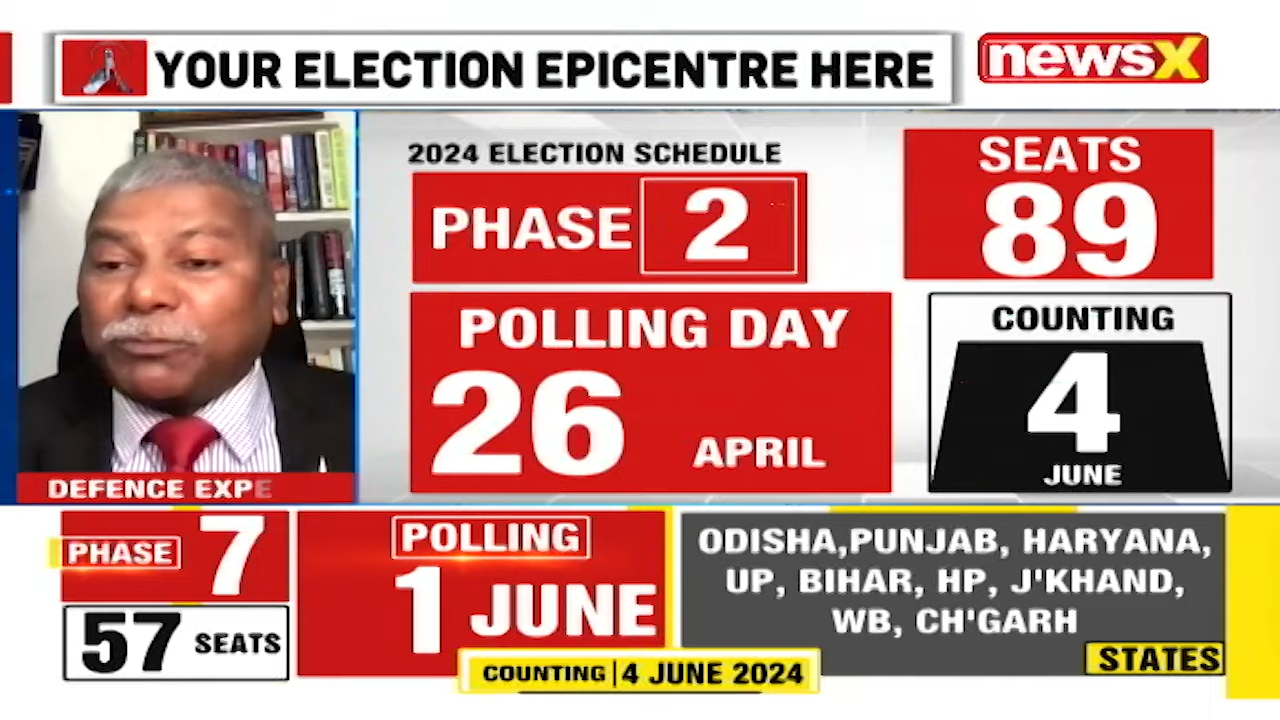 YOUR ELECTION EPICENTRE HERE
newsX
2024 ELECTION SCHEDULE
PHASE 2
SEATS
89
POLLING DAY
26 APRIL
COUNTING
4
JUNE
DEFENCE EXPE
PHASE 7
57 SEATS
POLLING
1 JUNE
ODISHA,PUNJAB, HARYANA,
UP, BIHAR, HP, J'KHAND,
WB, CH'GARH
STATES
COUNTING | 4 JUNE 2024